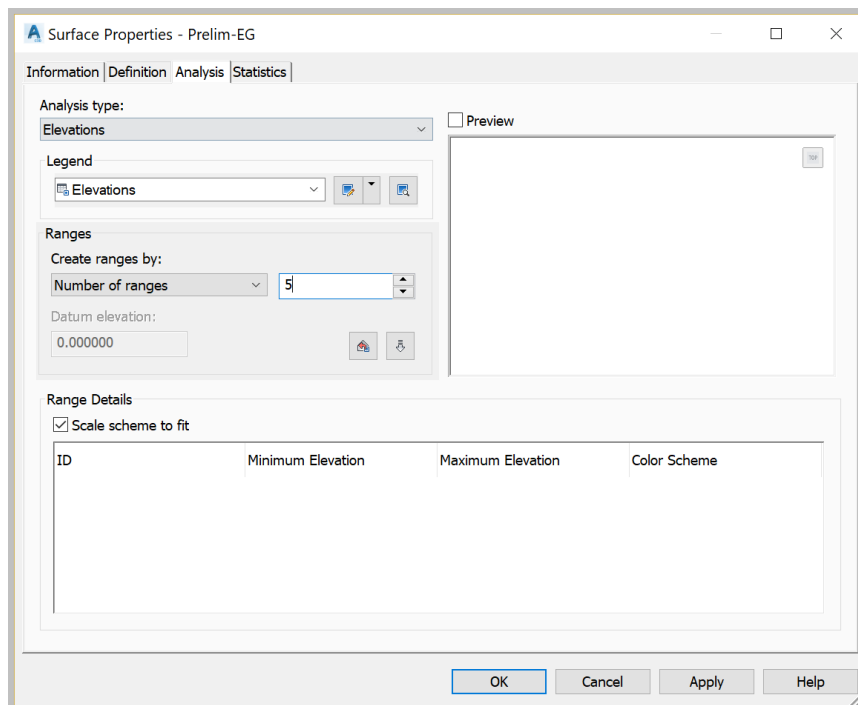 Surface Properties - Prelim-EG
Information Definition Analysis Statistics
Analysis type:
Elevations
Preview
Legend
Elevations
Ranges
Create ranges by:
Number of ranges 5
Datum elevation:
0.000000
Range Details
Scale scheme to fit
ID Minimum Elevation Maximum Elevation Color Scheme
OK Cancel Apply Help